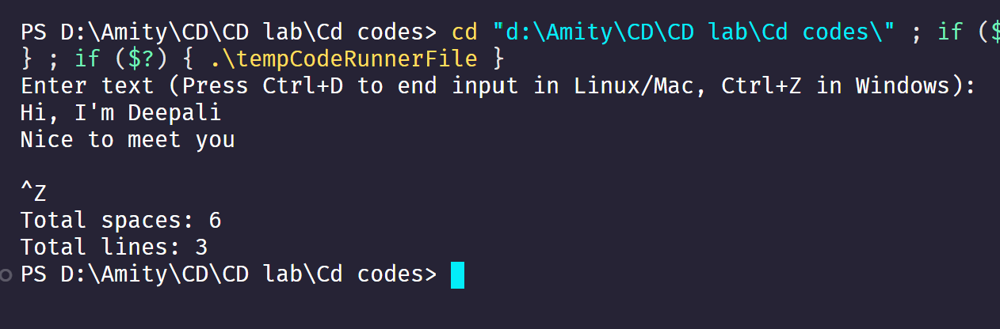 PS D:\Amity\CD\CD lab\Cd codes> cd "d:\Amity\CD\CD lab\Cd codes\" ; if ($
} ; if ($?) { .\tempCodeRunnerFile }
Enter text (Press Ctrl+D to end input in Linux/Mac, Ctrl+Z in Windows):
Hi, I'm Deepali
Nice to meet you
^Z
Total spaces: 6
Total lines: 3
PS D:\Amity\CD\CD lab\Cd codes>